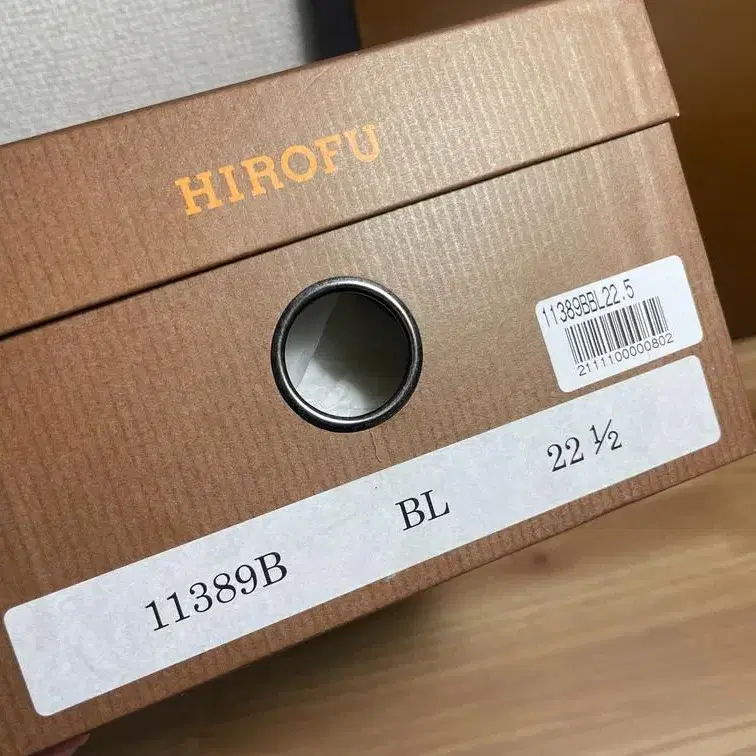 HIROFU
11389BBL22.5
2111100000802
11389B BL 22 ½